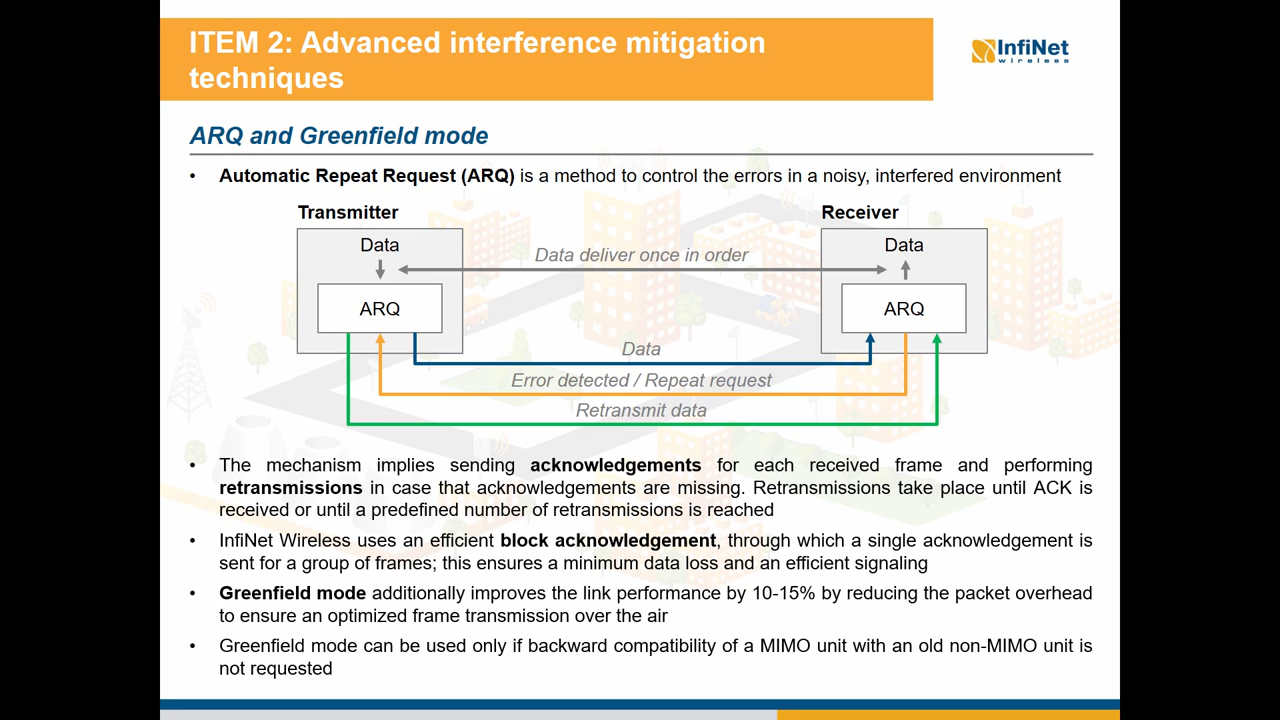 ITEM 2: Advanced interference mitigation
techniques
InfiNet
wireless
ARQ and Greenfield mode
• Automatic Repeat Request (ARQ) is a method to control the errors in a noisy, interfered environment
Transmitter
Receiver
Data
Data
Data deliver once in order
ARQ
ARQ
Data
Error detected / Repeat request
Retransmit data
• The mechanism implies sending acknowledgements for each received frame and performing
retransmissions in case that acknowledgements are missing. Retransmissions take place until ACK is
received or until a predefined number of retransmissions is reached
• InfiNet Wireless uses an efficient block acknowledgement, through which a single acknowledgement is
sent for a group of frames; this ensures a minimum data loss and an efficient signaling
• Greenfield mode additionally improves the link performance by 10-15% by reducing the packet overhead
to ensure an optimized frame transmission over the air
• Greenfield mode can be used only if backward compatibility of a MIMO unit with an old non-MIMO unit is
not requested